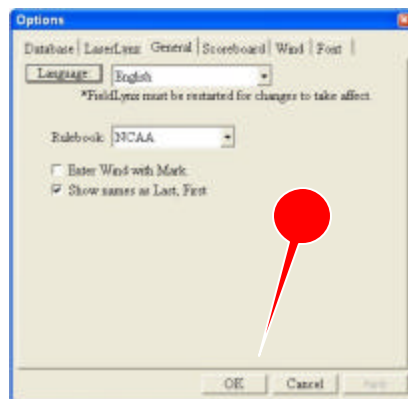 Options
Database LaserLynx General Scoreboard Wind Font
Language English
*FieldLynx must be restarted for changes to take affect.
Rulebook: NCAA
Enter Wind with Mark.
Show names as Last, First
OK Cancel Apply